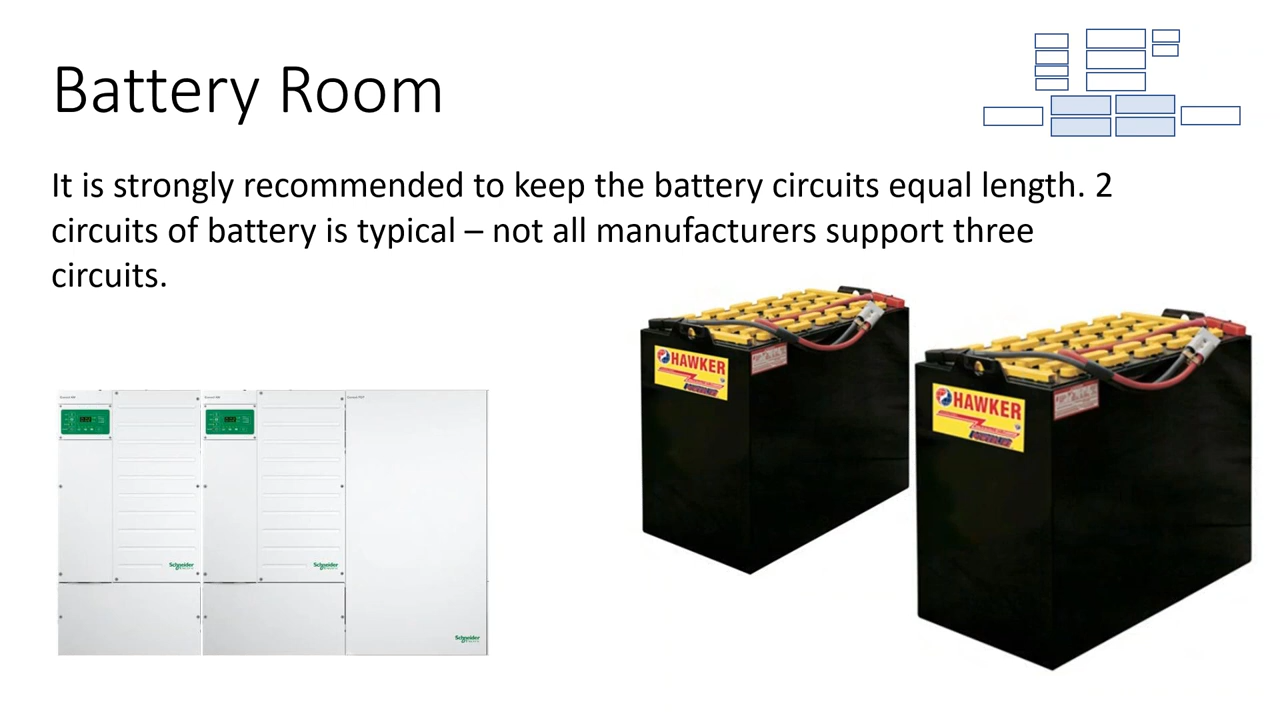 Battery Room
It is strongly recommended to keep the battery circuits equal length. 2
circuits of battery is typical – not all manufacturers support three
circuits.
HAWKER
HAWKER
Schneider
Schneider
Schneider